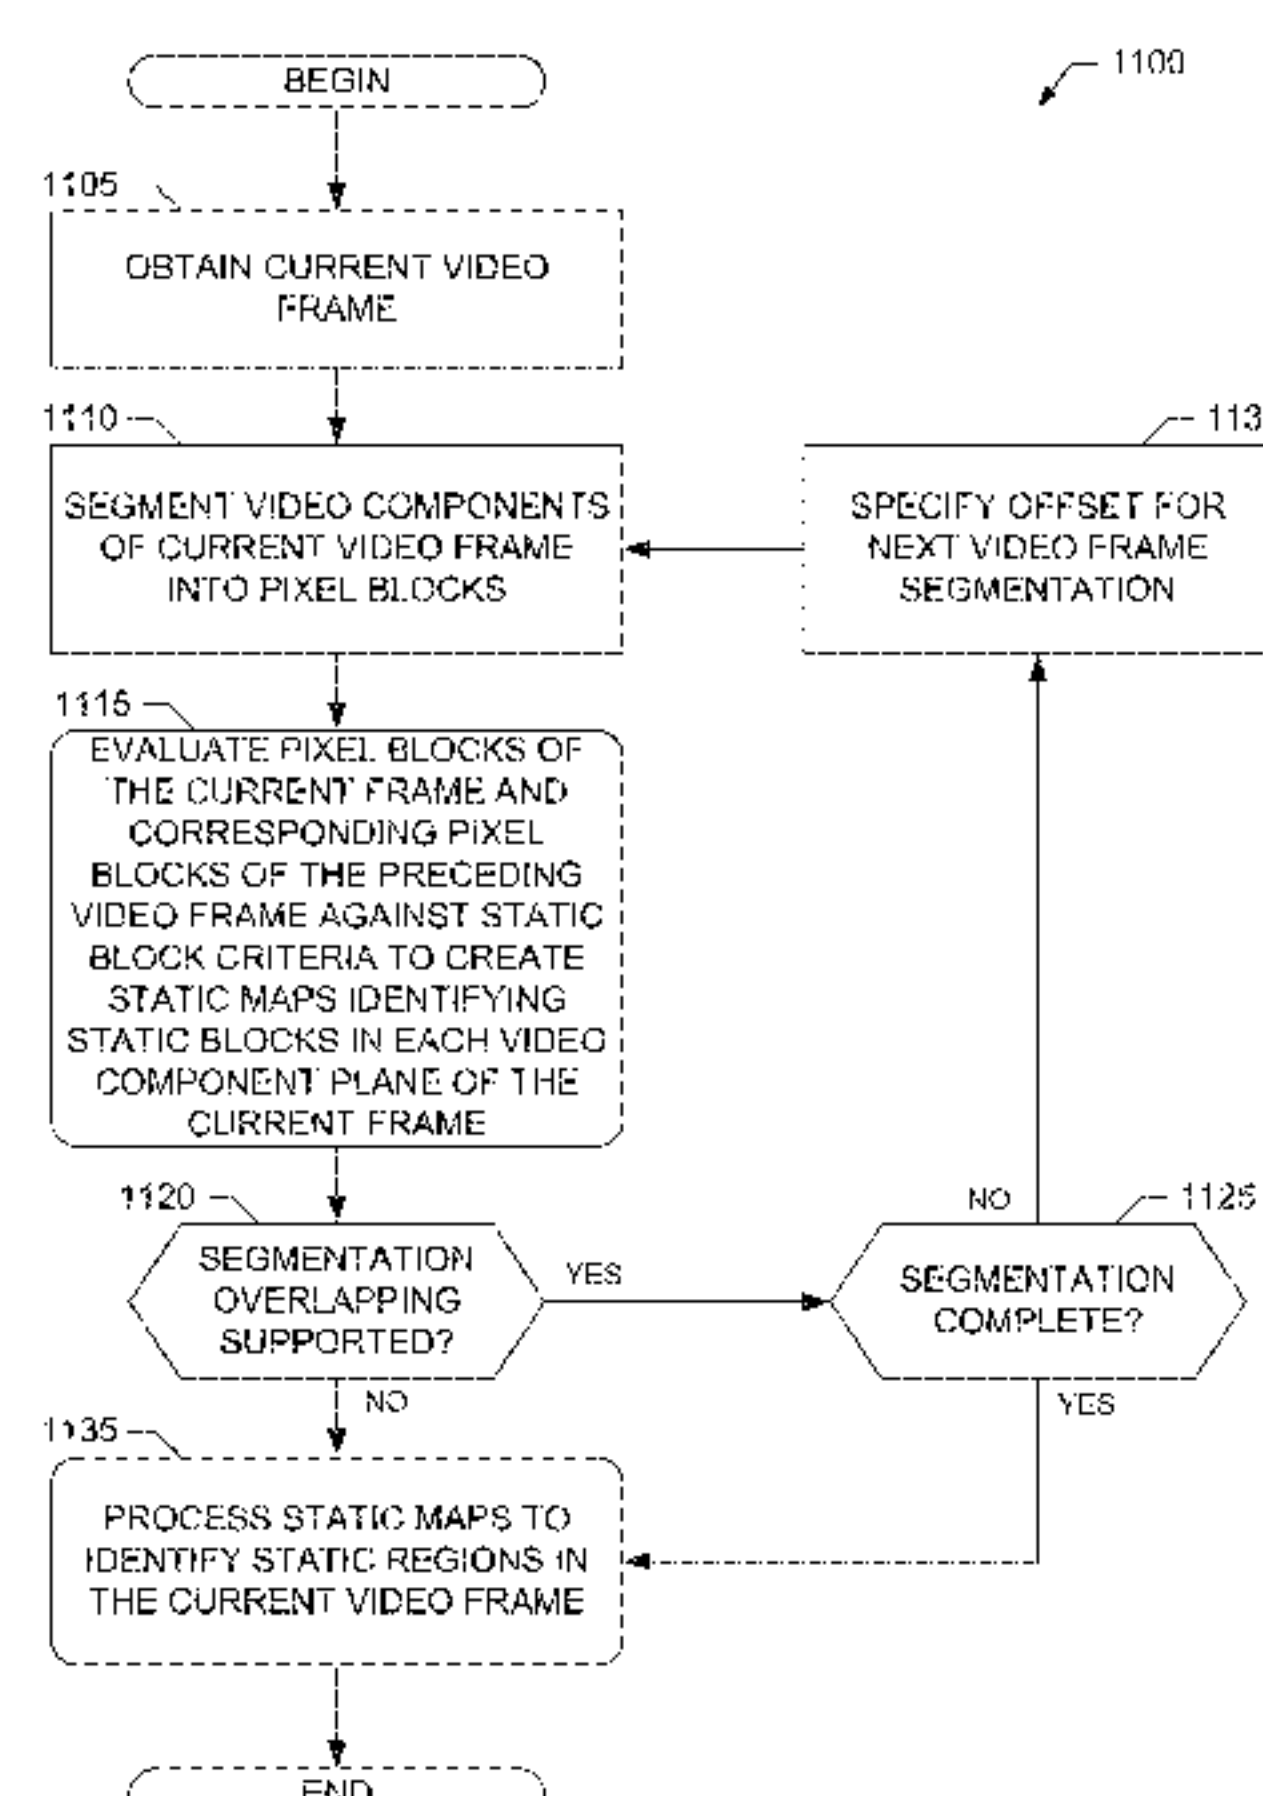 BEGIN
1100
1105
OBTAIN CURRENT VIDEO
FRAME
1110
SEGMENT VIDEO COMPONENTS
OF CURRENT VIDEO FRAME
INTO PIXEL BLOCKS
113
SPECIFY OFFSET FOR
NEXT VIDEO FRAME
SEGMENTATION
1115
EVALUATE PIXEL BLOCKS OF
THE CURRENT FRAME AND
CORRESPONDING PIXEL
BLOCKS OF THE PRECEDING
VIDEO FRAME AGAINST STATIC
BLOCK CRITERIA TO CREATE
STATIC MAPS IDENTIFYING
STATIC BLOCKS IN EACH VIDEO
COMPONENT PLANE OF THE
CURRENT FRAME
1120
SEGMENTATION
OVERLAPPING
SUPPORTED?
YES
NO
NO
1125
SEGMENTATION
COMPLETE?
YES
1135
PROCESS STATIC MAPS TO
IDENTIFY STATIC REGIONS IN
THE CURRENT VIDEO FRAME
END